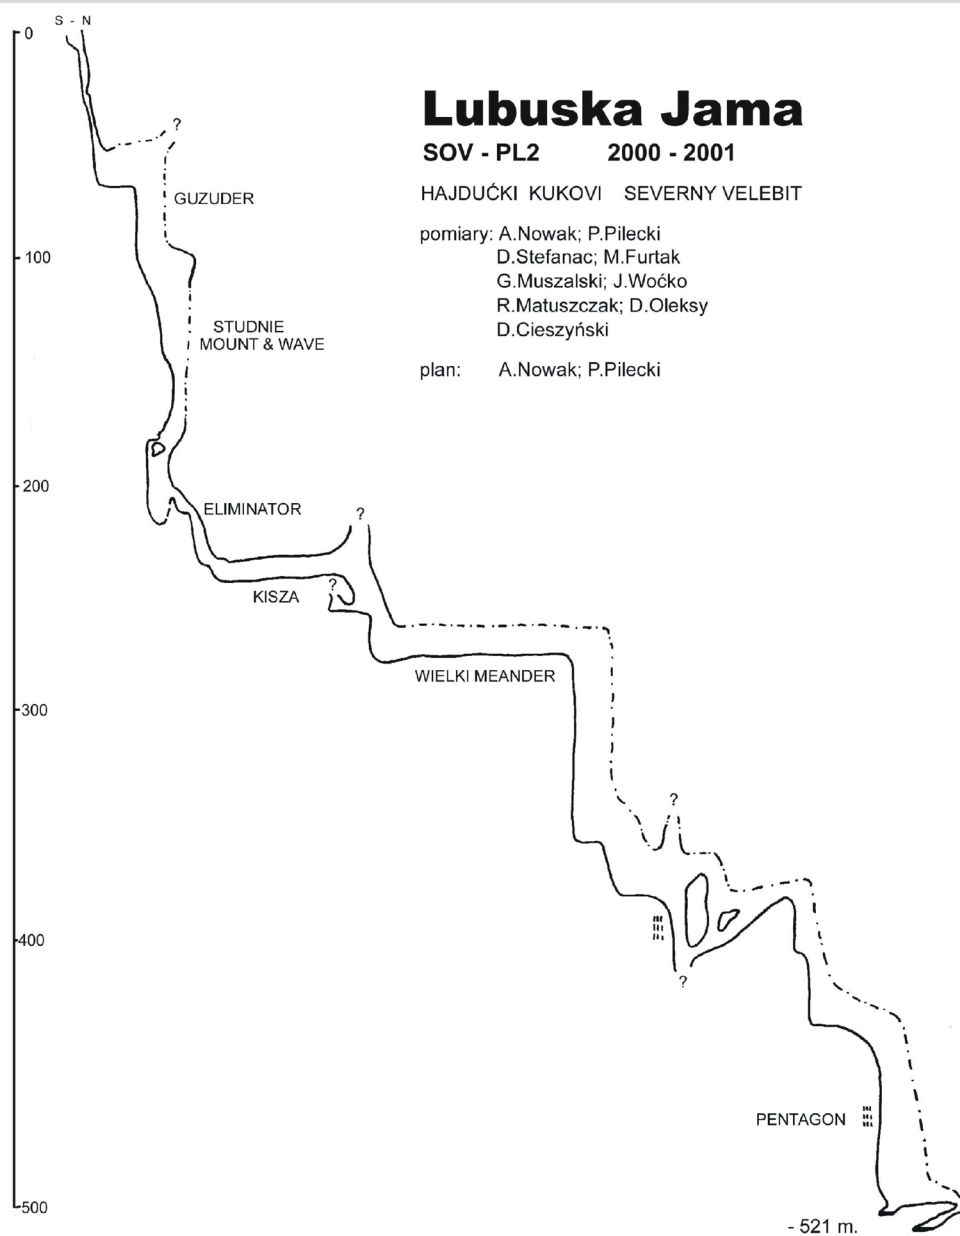 S - N
0
Lubuska Jama
SOV - PL2 2000 - 2001
HAJDUĆKI KUKOVI SEVERNY VELEBIT
pomiary: A.Nowak; P.Pilecki
D.Stefanac; M.Furtak
G.Muszalski; J.Woćko
R.Matuszczak; D.Oleksy
D.Cieszyński
plan: A.Nowak; P.Pilecki
?
GUZUDER
100
STUDNIE
MOUNT & WAVE
200
ELIMINATOR
?
?
KISZA
WIELKI MEANDER
300
?
400
?
PENTAGON
500
- 521 m.